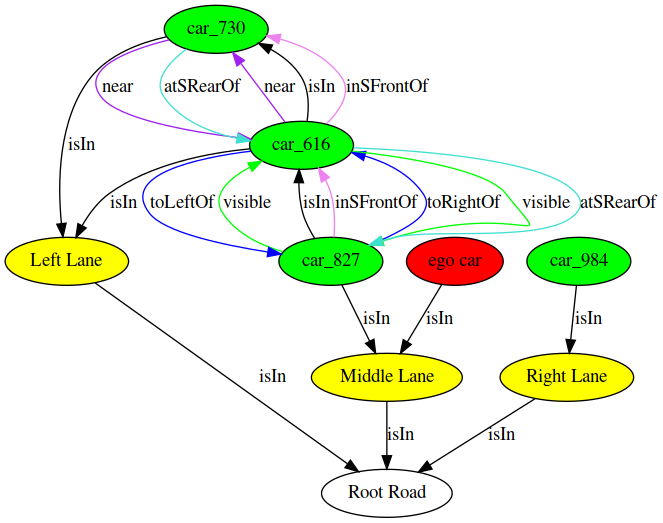 car_730
near
atSRearOf
near
isIn
inSFrontOf
isIn
car_616
isIn
toLeftOf
visible
isIn
inSFrontOf
toRightOf
visible
atSRearOf
Left Lane
car_827
ego car
car_984
isIn
isIn
isIn
isIn
Middle Lane
Right Lane
isIn
isIn
Root Road